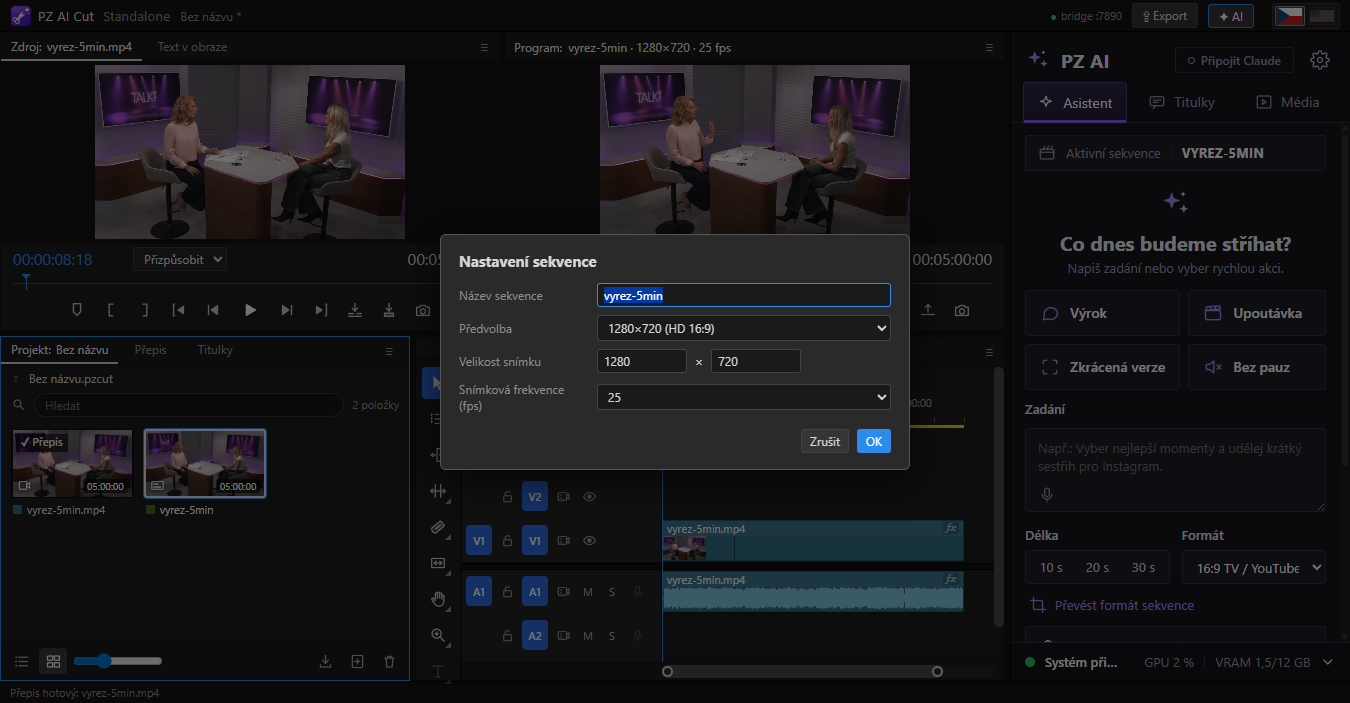 PZ AI Cut Standalone Bez názvu *
bridge :7890
Export
AI
Zdroj: vyrez-5min.mp4
Text v obraze
Program: vyrez-5min · 1280×720 · 25 fps
TALK!
TALK!
00:00:08:18
Přizpůsobit
00:05:00:00
PZ AI
Připojit Claude
Asistent
Titulky
Média
Aktivní sekvence
VYREZ-5MIN
Co dnes budeme stříhat?
Napiš zadání nebo vyber rychlou akci.
Výrok
Upoutávka
Zkrácená verze
Bez pauz
Zadání
Např.: Vyber nejlepší momenty a udělej krátký
sestřih pro Instagram.
Délka
Formát
10 s
20 s
30 s
16:9 TV / YouTube
Převést formát sekvence
Systém při...
GPU 2 %
VRAM 1,5/12 GB
Nastavení sekvence
Název sekvence
vyrez-5min
Předvolba
1280×720 (HD 16:9)
Velikost snímku
1280
×
720
Snímková frekvence
(fps)
25
Zrušit
OK
Projekt: Bez názvu
Přepis
Titulky
Bez názvu.pzcut
Hledat
2 položky
Přepis
05:00:00
05:00:00
vyrez-5min.mp4
vyrez-5min
V2
V1
V1
vyrez-5min.mp4
fx
A1
A1
M
S
vyrez-5min.mp4
fx
A2
M
S
Přepis hotový: vyrez-5min.mp4